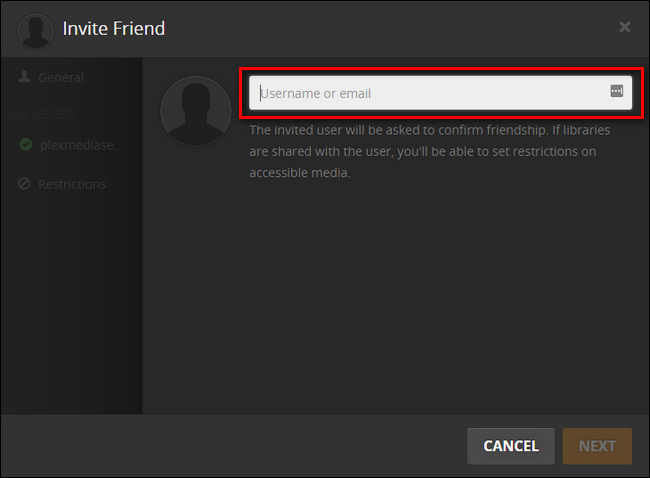 Invite Friend
×
General
MY SERVERS
plexmediase...
Restrictions
Username or email
The invited user will be asked to confirm friendship. If libraries
are shared with the user, you'll be able to set restrictions on
accessible media.
CANCEL
NEXT